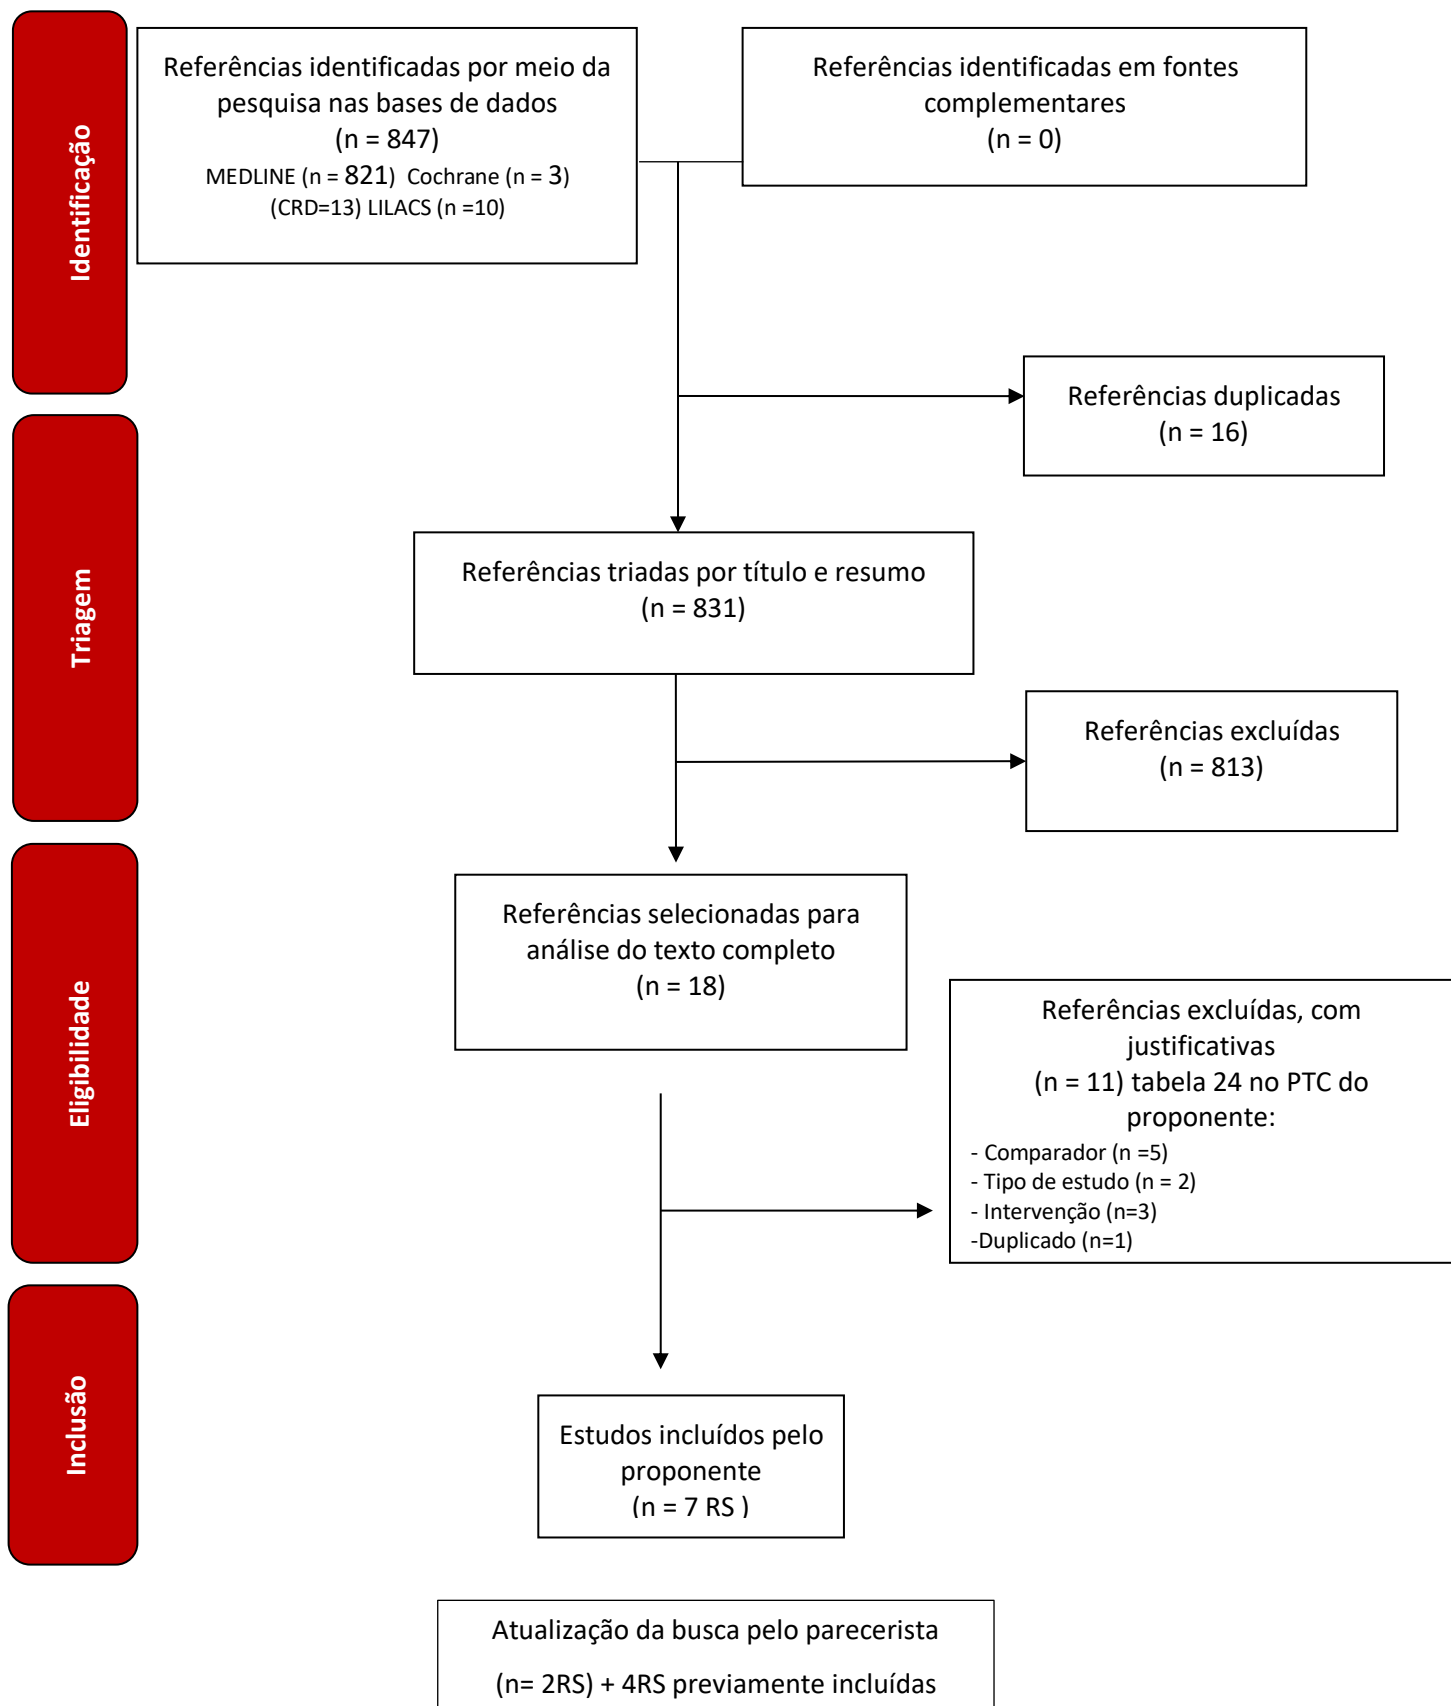 Identificação
Referências identificadas por meio da
pesquisa nas bases de dados
(n = 847)
MEDLINE (n = 821) Cochrane (n = 3)
(CRD=13) LILACS (n =10)
Referências identificadas em fontes
complementares
(n = 0)
Referências duplicadas
(n = 16)
Triagem
Referências triadas por título e resumo
(n = 831)
Referências excluídas
(n = 813)
Eligibilidade
Referências selecionadas para
análise do texto completo
(n = 18)
Referências excluídas, com
justificativas
(n = 11) tabela 24 no PTC do
proponente:
- Comparador (n =5)
- Tipo de estudo (n = 2)
- Intervenção (n=3)
-Duplicado (n=1)
Inclusão
Estudos incluídos pelo
proponente
(n = 7 RS )
Atualização da busca pelo parecerista
(n= 2RS) + 4RS previamente incluídas